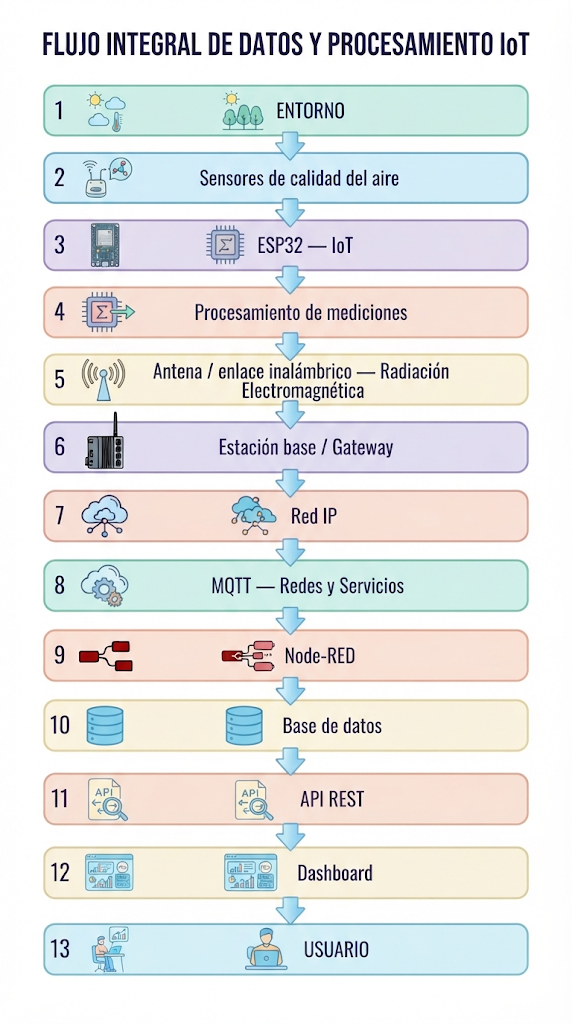 FLUJO INTEGRAL DE DATOS Y PROCESAMIENTO IoT
1 ENTORNO
2 Sensores de calidad del aire
3 ESP32 — IoT
4 Procesamiento de mediciones
5 Antena / enlace inalámbrico — Radiación
Electromagnética
6 Estación base / Gateway
7 Red IP
8 MQTT — Redes y Servicios
9 Node-RED
10 Base de datos
11 API API API REST
12 Dashboard
13 USUARIO